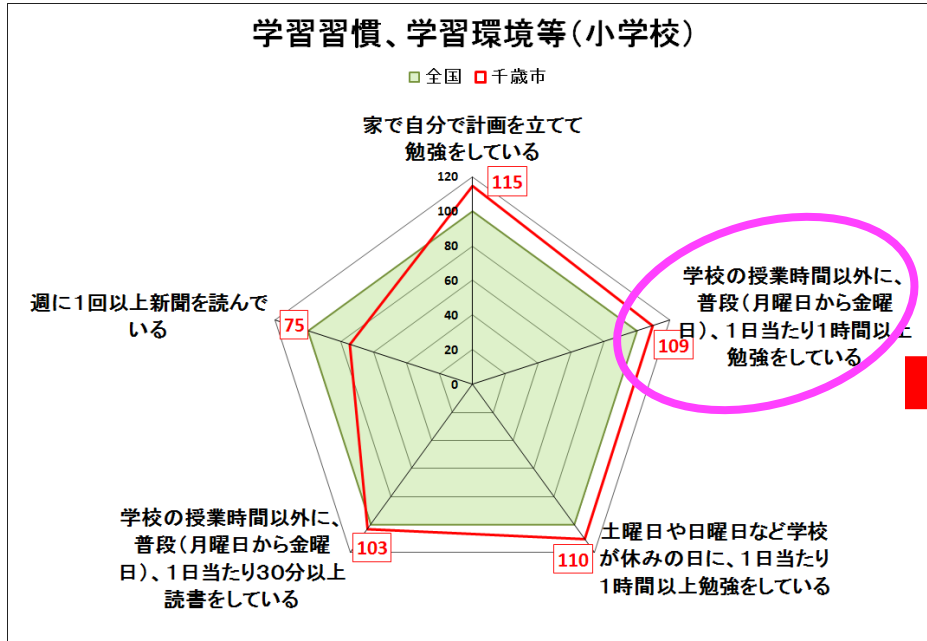 学習習慣、学習環境等(小学校)
全国 千歳市
家で自分で計画を立てて
勉強をしている
120
115
100
80
60
40
20
0
学校の授業時間以外に、
普段(月曜日から金曜
日)、1日当たり1時間以上
勉強をしている
109
週に1回以上新聞を読んで
いる
75
学校の授業時間以外に、
普段(月曜日から金曜
日)、1日当たり30分以上
読書をしている
103
土曜日や日曜日など学校
が休みの日に、1日当たり
1時間以上勉強をしている
110